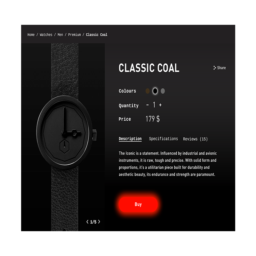 Home / Watches / Men / Premium / Classic Coal
CLASSIC COAL
Share
Colours
Quantity - 1 +
Price 179 $
Description Specifications Reviews (15)
The Iconic is a statement. Influenced by industrial and avionic
instruments, it is raw, tough and precise. With solid form and
proportions, it's a utilitarian piece built for durability and
aesthetic beauty, its endurance and strength are paramount.
Buy
< 1/5 >